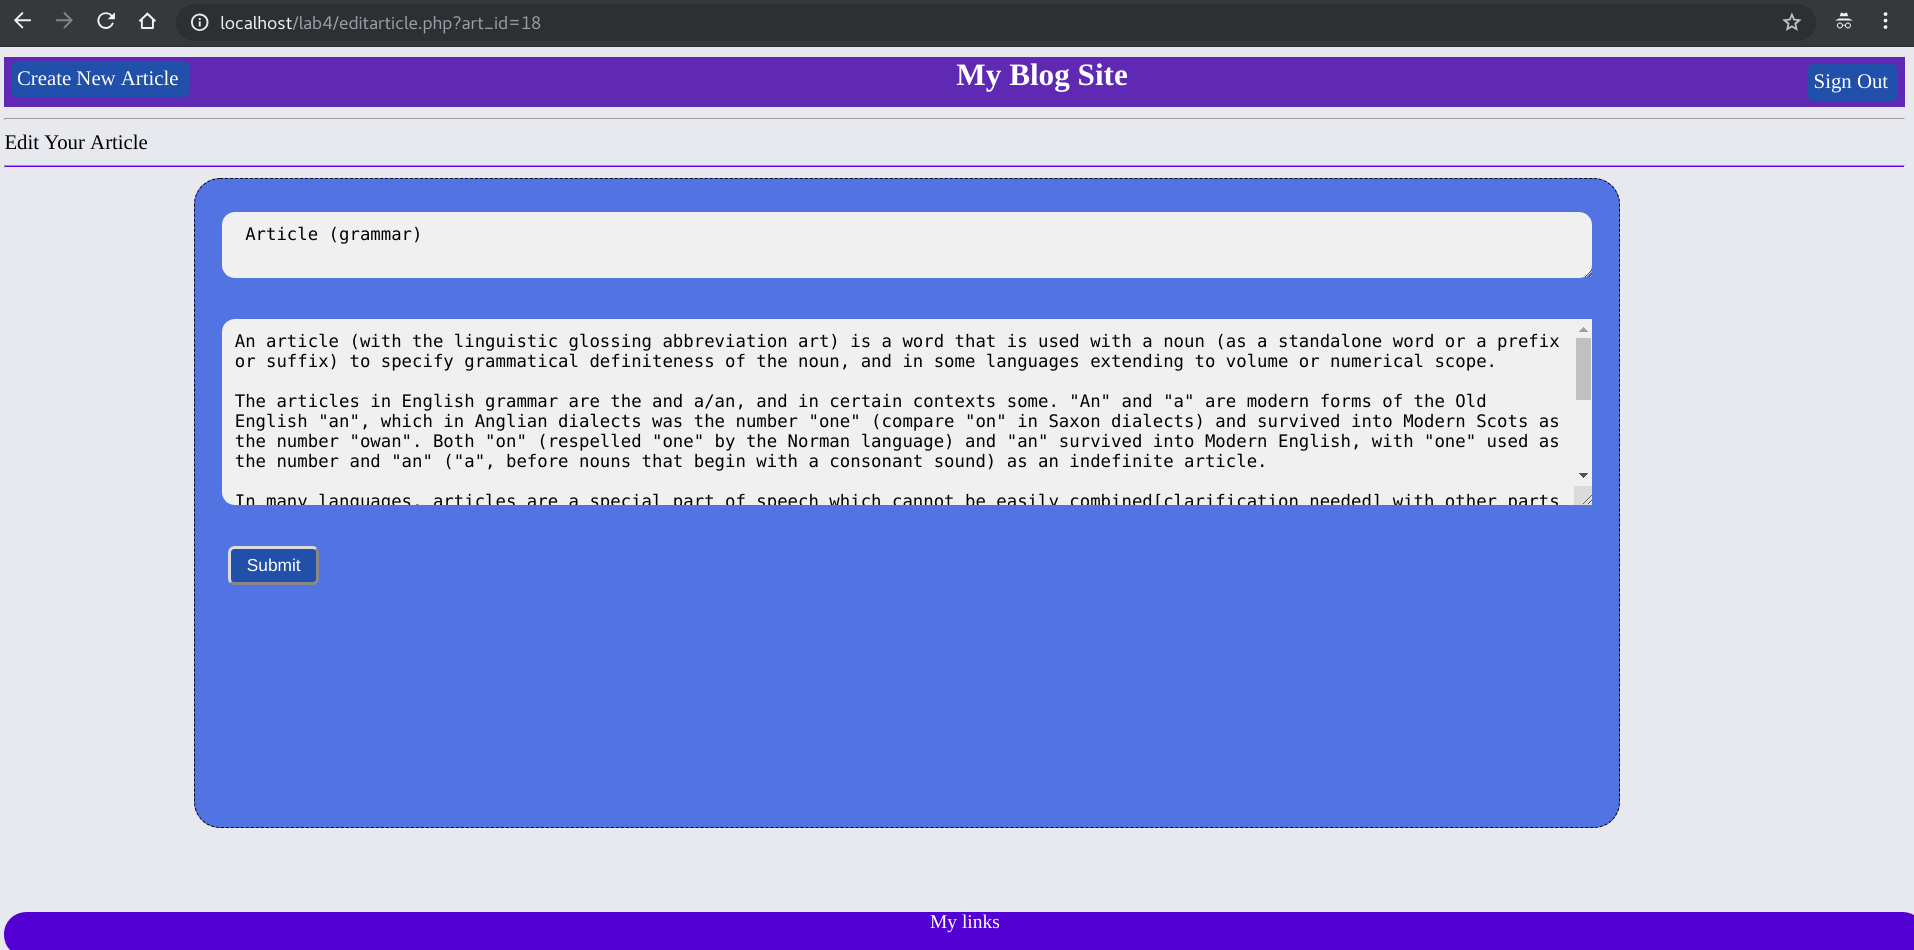 localhost/lab4/editarticle.php?art_id=18
Create New Article
My Blog Site
Sign Out
Edit Your Article
Article (grammar)
An article (with the linguistic glossing abbreviation art) is a word that is used with a noun (as a standalone word or a prefix
or suffix) to specify grammatical definiteness of the noun, and in some languages extending to volume or numerical scope.
The articles in English grammar are the and a/an, and in certain contexts some. "An" and "a" are modern forms of the Old
English "an", which in Anglian dialects was the number "one" (compare "on" in Saxon dialects) and survived into Modern Scots as
the number "owan". Both "on" (respelled "one" by the Norman language) and "an" survived into Modern English, with "one" used as
the number and "an" ("a", before nouns that begin with a consonant sound) as an indefinite article.
In many languages, articles are a special part of speech which cannot be easily combined[clarification needed] with other parts
Submit
My links